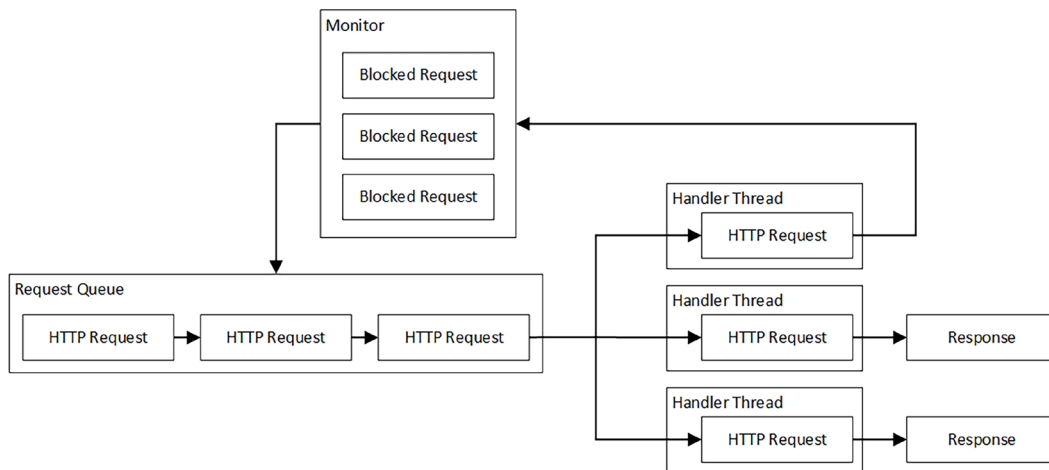 Monitor
Blocked Request
Blocked Request
Blocked Request
Handler Thread
HTTP Request
Request Queue
HTTP Request
HTTP Request
HTTP Request
Handler Thread
HTTP Request
Response
Handler Thread
HTTP Request
Response